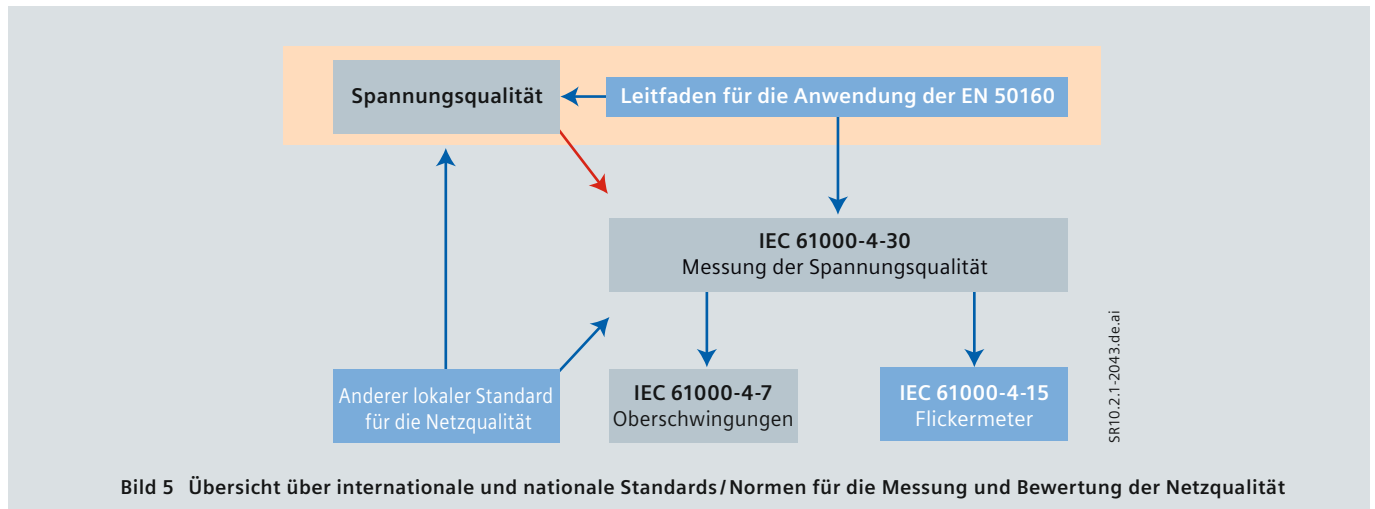 Spannungsqualität
Leitfaden für die Anwendung der EN 50160
IEC 61000-4-30
Messung der Spannungsqualität
Anderer lokaler Standard
für die Netzqualität
IEC 61000-4-7
Oberschwingungen
IEC 61000-4-15
Flickermeter
SR10.2.1-2043.de.ai
Bild 5 Übersicht über internationale und nationale Standards/Normen für die Messung und Bewertung der Netzqualität